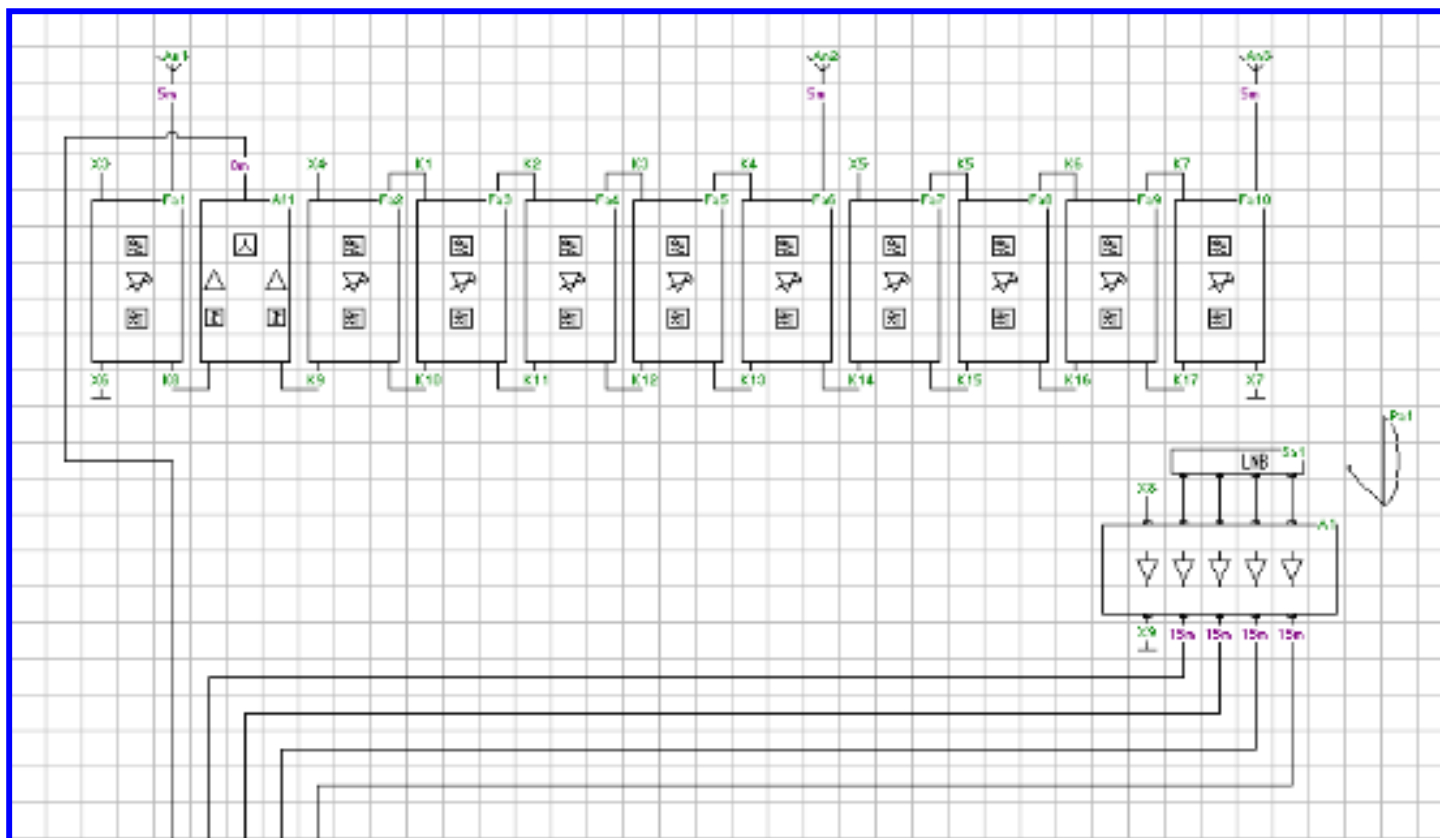 An1 An2 An3
5m 5m 5m
X3 0m X4 K1 K2 K3 K4 X5 K5 K6 K7
Fa1 Af1 Fa2 Fa3 Fa4 Fa5 Fa6 Fa7 Fa8 Fa9 Fa10
X6 K8 K9 K10 K11 K12 K13 K14 K15 K16 K17 X7
Pa1
LNB Sa1
X8
A1
X9 15m 15m 15m 15m